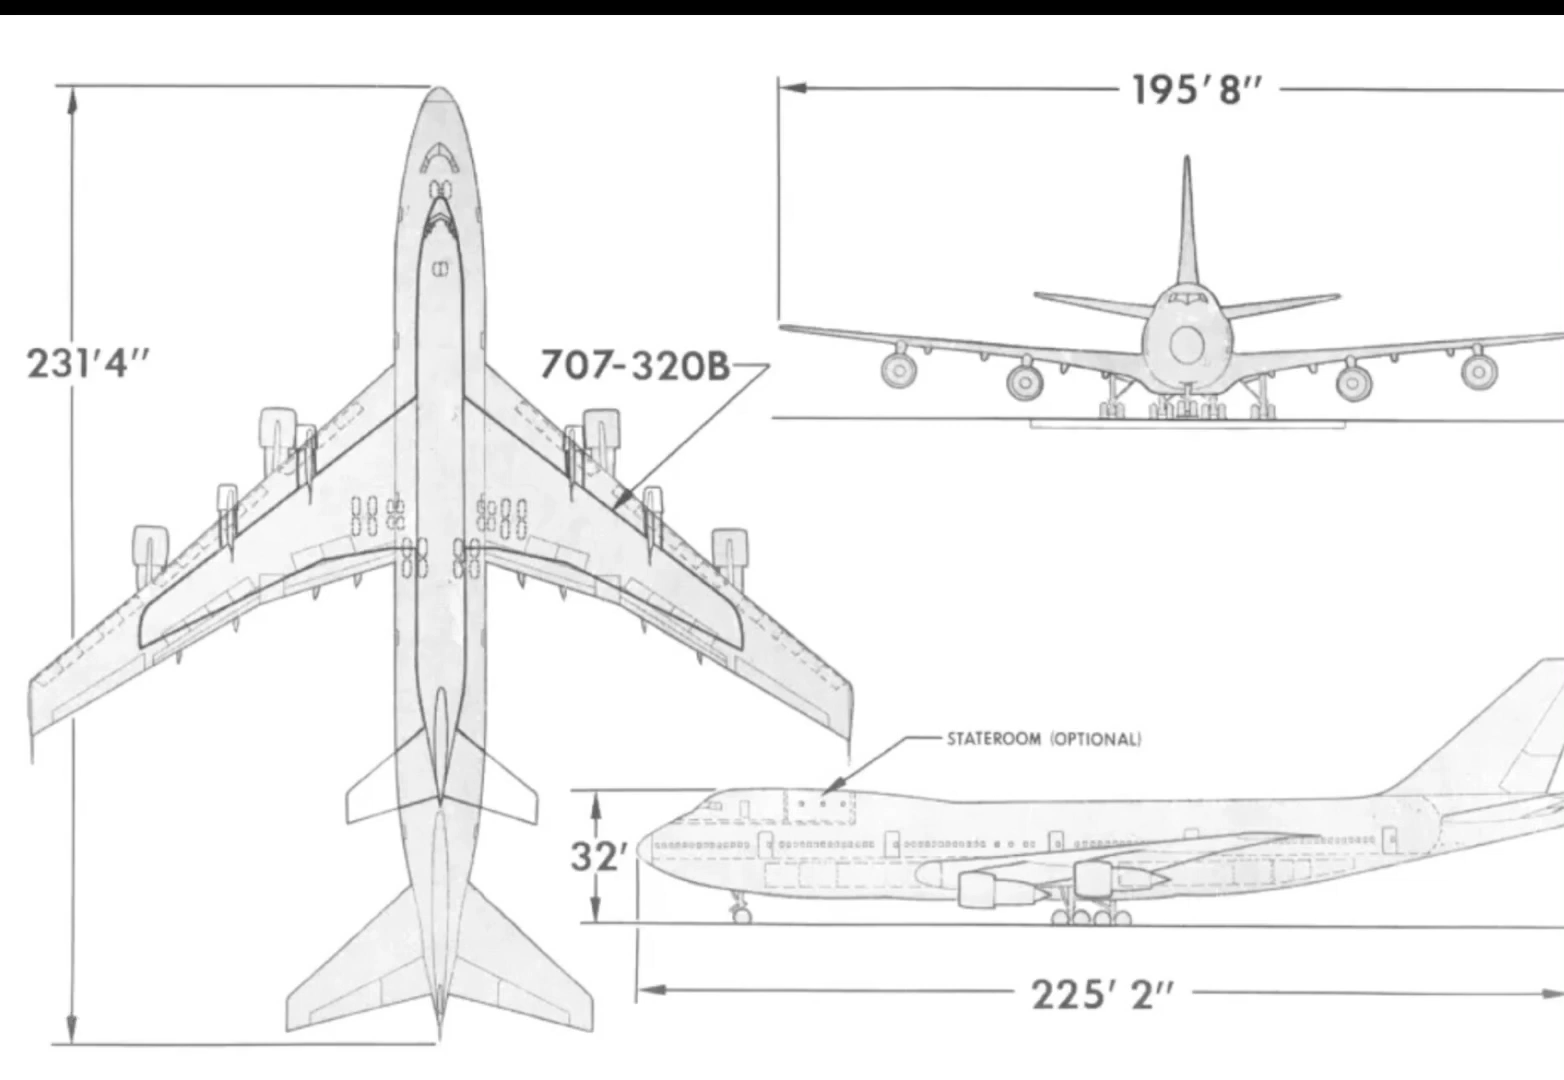 195'8"
231'4"
707-320B
STATEROOM (OPTIONAL)
32'
225' 2"